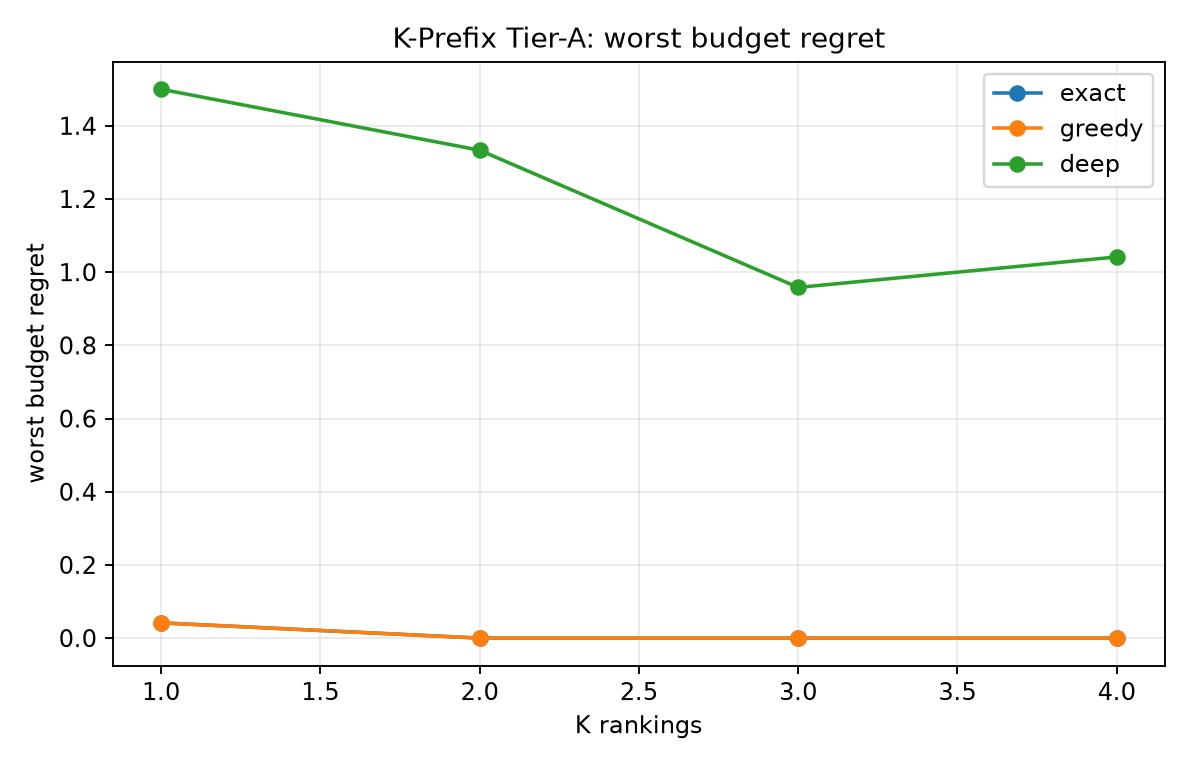 K-Prefix Tier-A: worst budget regret
exact
greedy
deep
worst budget regret
1.4
1.2
1.0
0.8
0.6
0.4
0.2
0.0
1.0 1.5 2.0 2.5 3.0 3.5 4.0
K rankings